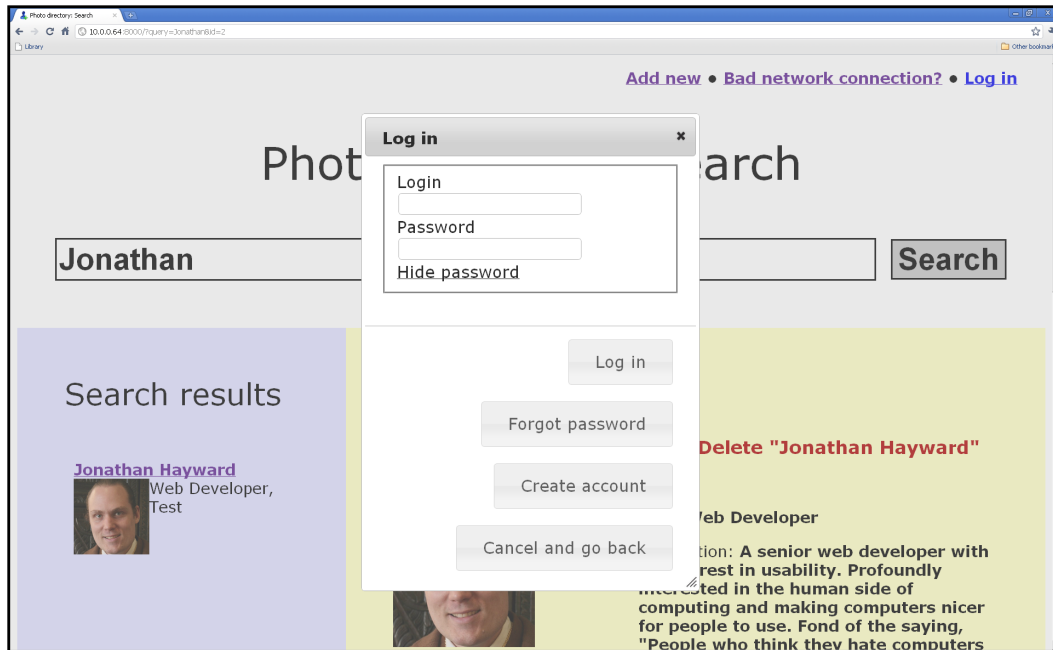 Photo directory: Search
10.0.0.64:8000/?query=Jonathan&id=2
Library
Other bookmar
Add new ● Bad network connection? ● Log in
Phot
arch
Jonathan
Search
Log in
Login
Password
Hide password
Log in
Forgot password
Create account
Cancel and go back
Search results
Jonathan Hayward
Web Developer,
Test
Delete "Jonathan Hayward"
eb Developer
tion: A senior web developer with
rest in usability. Profoundly
interested in the human side of
computing and making computers nicer
for people to use. Fond of the saying,
"People who think they hate computers